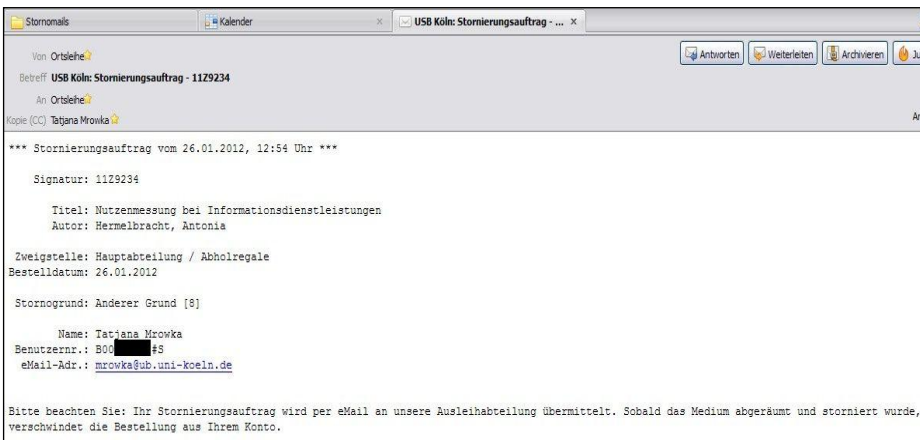 Stornomails
Kalender
USB Köln: Stornierungsauftrag - ...
Von Ortsleihe
Antworten Weiterleiten Archivieren Ju
Betreff USB Köln: Stornierungsauftrag - 11Z9234
An Ortsleihe
Kopie (CC) Tatjana Mrowka
*** Stornierungsauftrag vom 26.01.2012, 12:54 Uhr ***
Signatur: 11Z9234
Titel: Nutzenmessung bei Informationsdienstleistungen
Autor: Hermelbracht, Antonia
Zweigstelle: Hauptabteilung / Abholregale
Bestelldatum: 26.01.2012
Stornogrund: Anderer Grund [8]
Name: Tatjana Mrowka
Benutzernr.: B00 #S
eMail-Adr.: mrowka@ub.uni-koeln.de
Bitte beachten Sie: Ihr Stornierungsauftrag wird per eMail an unsere Ausleihabteilung übermittelt. Sobald das Medium abgeräumt und storniert wurde,
verschwindet die Bestellung aus Ihrem Konto.